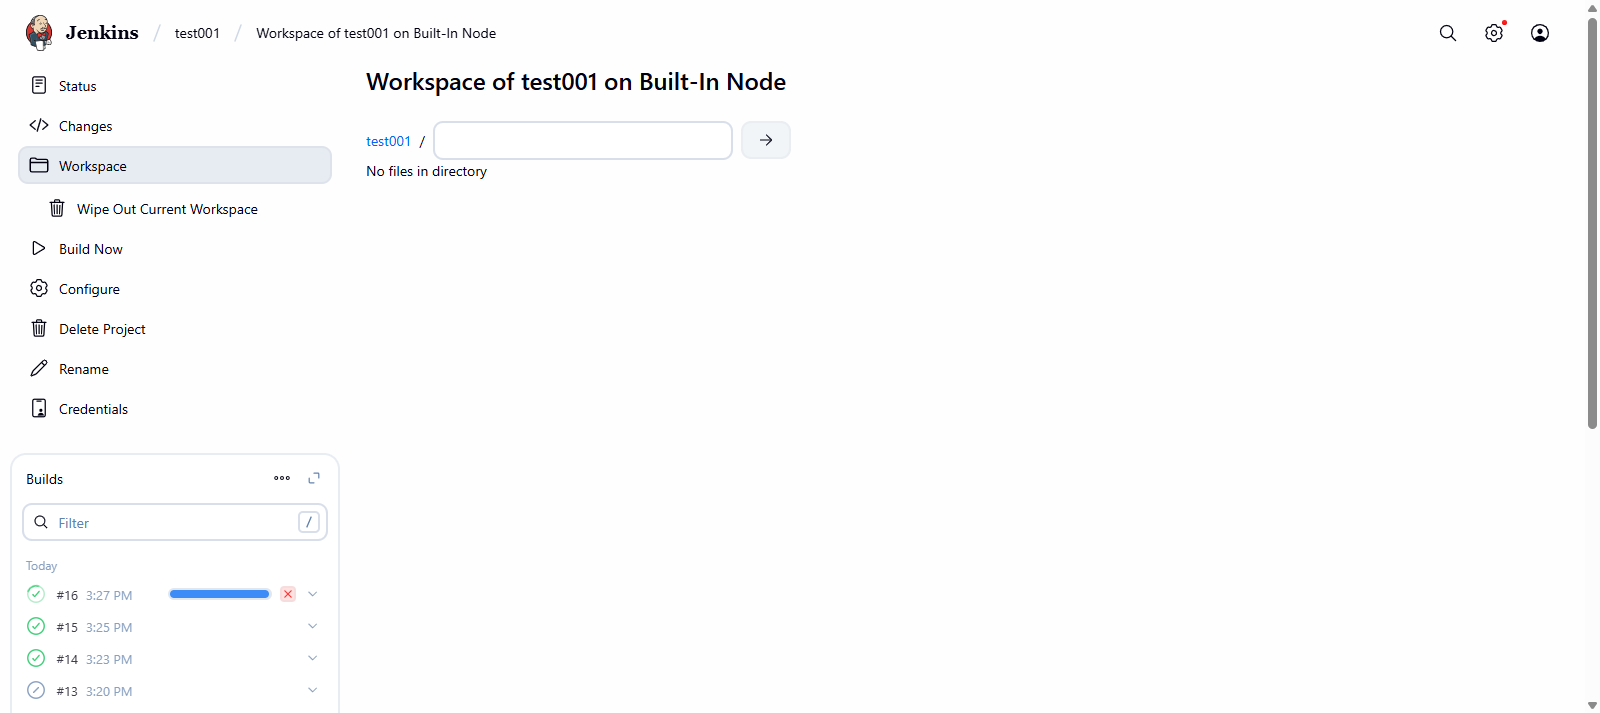 Jenkins / test001 / Workspace of test001 on Built-In Node
Status
Changes
Workspace
Wipe Out Current Workspace
Build Now
Configure
Delete Project
Rename
Credentials
Workspace of test001 on Built-In Node
test001 /
No files in directory
Builds
Filter /
Today
#16 3:27 PM
#15 3:25 PM
#14 3:23 PM
#13 3:20 PM